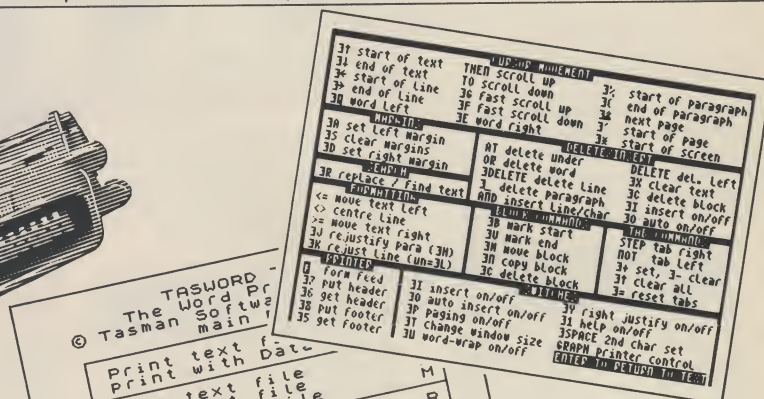 CURSOR MOVEMENT
3↑ start of text
3↓ end of text
3← start of line
3→ end of line
3Q word left
THEN scroll up
TO scroll down
3G fast scroll up
3F fast scroll down
3E word right
3% start of paragraph
3( end of paragraph
3& next page
3' start of page
3* start of screen
MARGINS
3A set left margin
3S clear margins
3D set right margin
SEARCH
3R replace / find text
DELETE/INSERT
AT delete under
OR delete word
3DELETE delete line
3_ delete paragraph
AND insert line/char
DELETE del. left
3X clear text
3C delete block
3I insert on/off
3O auto on/off
FORMATTING
<= move text left
<> centre line
>= move text right
3J rejustify para (3H)
3K rejust line (un=3L)
BLOCK COMMANDS
3B mark start
3V mark end
3M move block
3N copy block
3C delete block
TAB COMMANDS
STEP tab right
NOT tab left
3+ set, 3- clear
3↑ clear all
3= reset tabs
PRINTER
form feed
37 put header
36 get header
38 put footer
35 get footer
SWITCHES
3I insert on/off
3O auto insert on/off
3P Paging on/off
3T change window size
3W word-wrap on/off
3Y right justify on/off
31 help on/off
3SPACE 2nd char set
GRAPH printer control
ENTER TO RETURN TO TEXT
TASWORD
The Word Pr
© Tasman Softwa
main
Print text f
Print with Data
text file M
file